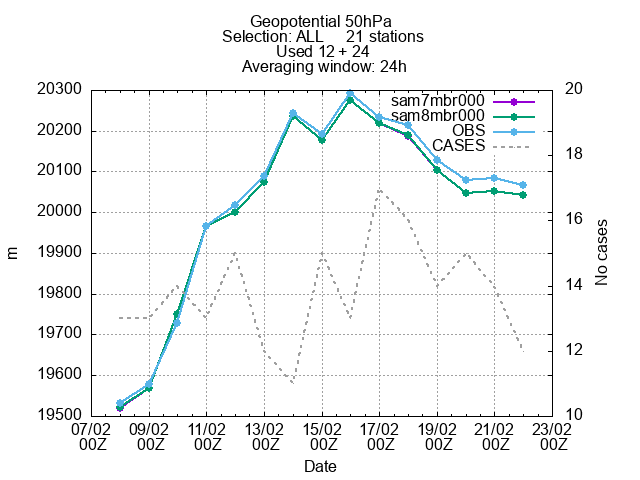 Geopotential 50hPa
Selection: ALL 21 stations
Used 12 + 24
Averaging window: 24h
20300
20200
20100
20000
19900
19800
19700
19600
19500
m
20
18
16
14
12
10
No cases
sam7mbr000
sam8mbr000
OBS
CASES
07/02 09/02 11/02 13/02 15/02 17/02 19/02 21/02 23/02
00Z 00Z 00Z 00Z 00Z 00Z 00Z 00Z 00Z
Date